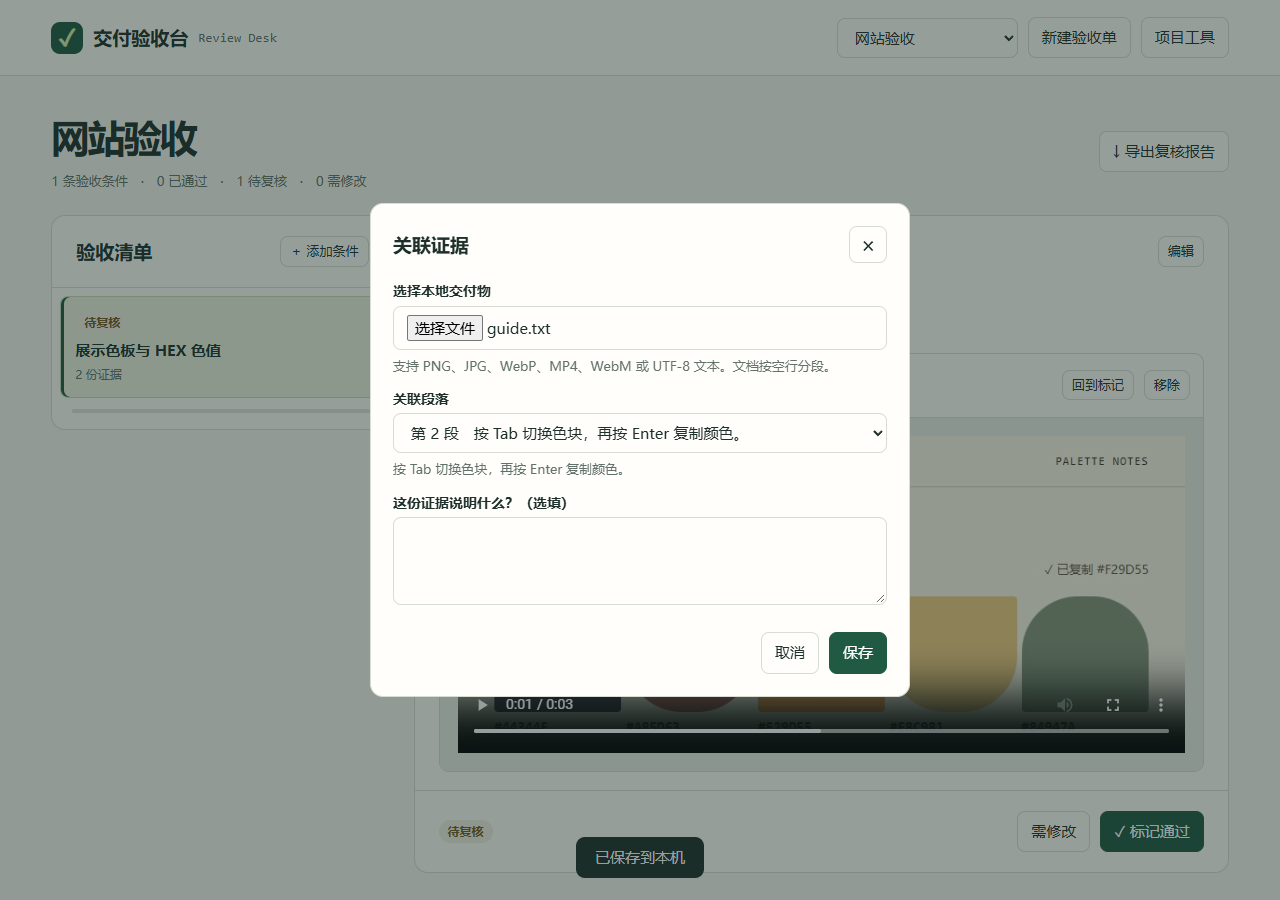 交付验收台 Review Desk
网站验收
新建验收单
项目工具
网站验收
1 条验收条件 · 0 已通过 · 1 待复核 · 0 需修改
↓ 导出复核报告
验收清单
+ 添加条件
编辑
待复核
展示色板与 HEX 色值
2 份证据
回到标记
移除
PALETTE NOTES
✓ 已复制 #F29D55
关联证据
×
选择本地交付物
选择文件 guide.txt
支持 PNG、JPG、WebP、MP4、WebM 或 UTF-8 文本。文档按空行分段。
关联段落
第 2 段 按 Tab 切换色块，再按 Enter 复制颜色。
按 Tab 切换色块，再按 Enter 复制颜色。
这份证据说明什么？（选填）
取消
保存
0:01 / 0:03
待复核
需修改
✓ 标记通过
已保存到本机